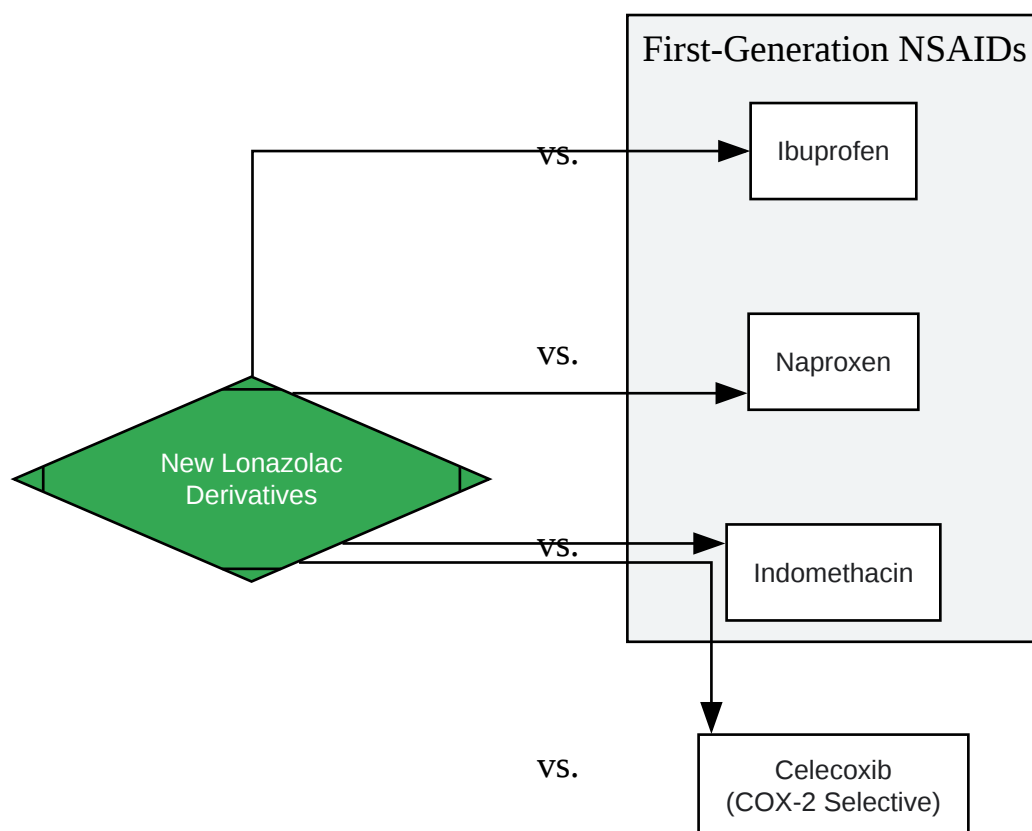 First-Generation NSAIDs
vs.
Ibuprofen
vs.
Naproxen
New Lonazolac
Derivatives
vs.
Indomethacin
vs.
Celecoxib
(COX-2 Selective)